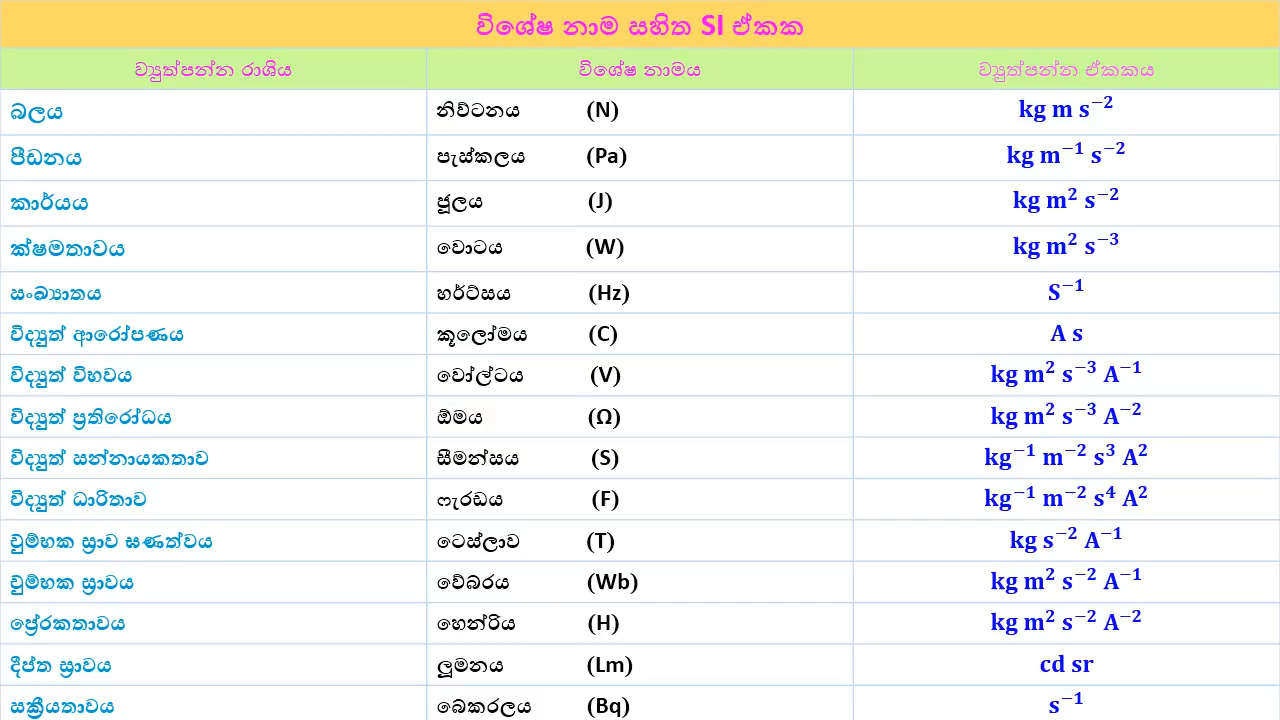 විශේෂ නාම සහිත SI ඒකක
ව්‍යුත්පන්න රාශිය විශේෂ නාමය ව්‍යුත්පන්න ඒකකය
බලය නිව්ටනය (N) kg m s⁻²
පීඩනය පැස්කලය (Pa) kg m⁻¹ s⁻²
කාර්යය ජූලය (J) kg m² s⁻²
ක්ෂමතාවය වොටය (W) kg m² s⁻³
සංඛ්‍යාතය හර්ට්සය (Hz) S⁻¹
විද්‍යුත් ආරෝපණය කූලෝමය (C) A s
විද්‍යුත් විභවය වෝල්ටය (V) kg m² s⁻³ A⁻¹
විද්‍යුත් ප්‍රතිරෝධය ඕමය (Ω) kg m² s⁻³ A⁻²
විද්‍යුත් සන්නායකතාව සීමන්සය (S) kg⁻¹ m⁻² s³ A²
විද්‍යුත් ධාරිතාව ෆැරඩය (F) kg⁻¹ m⁻² s⁴ A²
චුම්භක ස්‍රාව ඝණත්වය ටෙස්ලාව (T) kg s⁻² A⁻¹
චුම්භක ස්‍රාවය වේබරය (Wb) kg m² s⁻² A⁻¹
ප්‍රේරකතාවය හෙන්රිය (H) kg m² s⁻² A⁻²
දීප්ත ස්‍රාවය ලූමනය (Lm) cd sr
සක්‍රීයතාවය බෙකරලය (Bq) s⁻¹